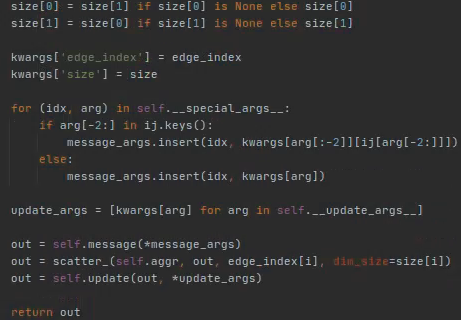 size[0] = size[1] if size[0] is None else size[0]
size[1] = size[0] if size[1] is None else size[1]
kwargs['edge_index'] = edge_index
kwargs['size'] = size
for (idx, arg) in self.__special_args__:
if arg[-2:] in ij.keys():
message_args.insert(idx, kwargs[arg[:-2]][ij[arg[-2:]]])
else:
message_args.insert(idx, kwargs[arg])
update_args = [kwargs[arg] for arg in self.__update_args__]
out = self.message(*message_args)
out = scatter_(self.aggr, out, edge_index[i], dim_size=size[i])
out = self.update(out, *update_args)
return out